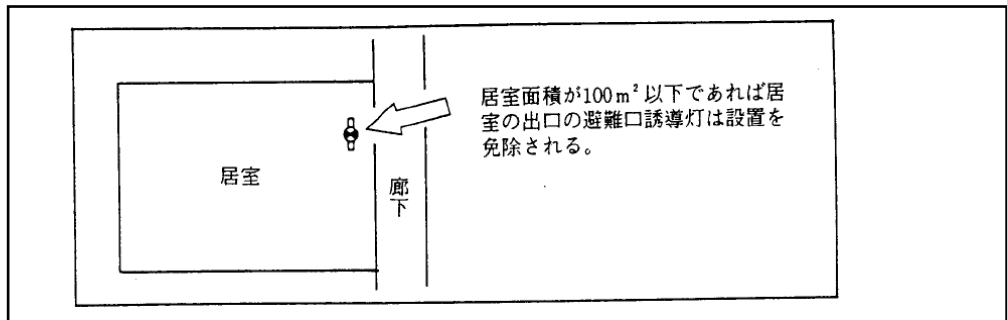 居室面積が100m²以下であれば居
室の出口の避難口誘導灯は設置を
免除される。
居室
廊下